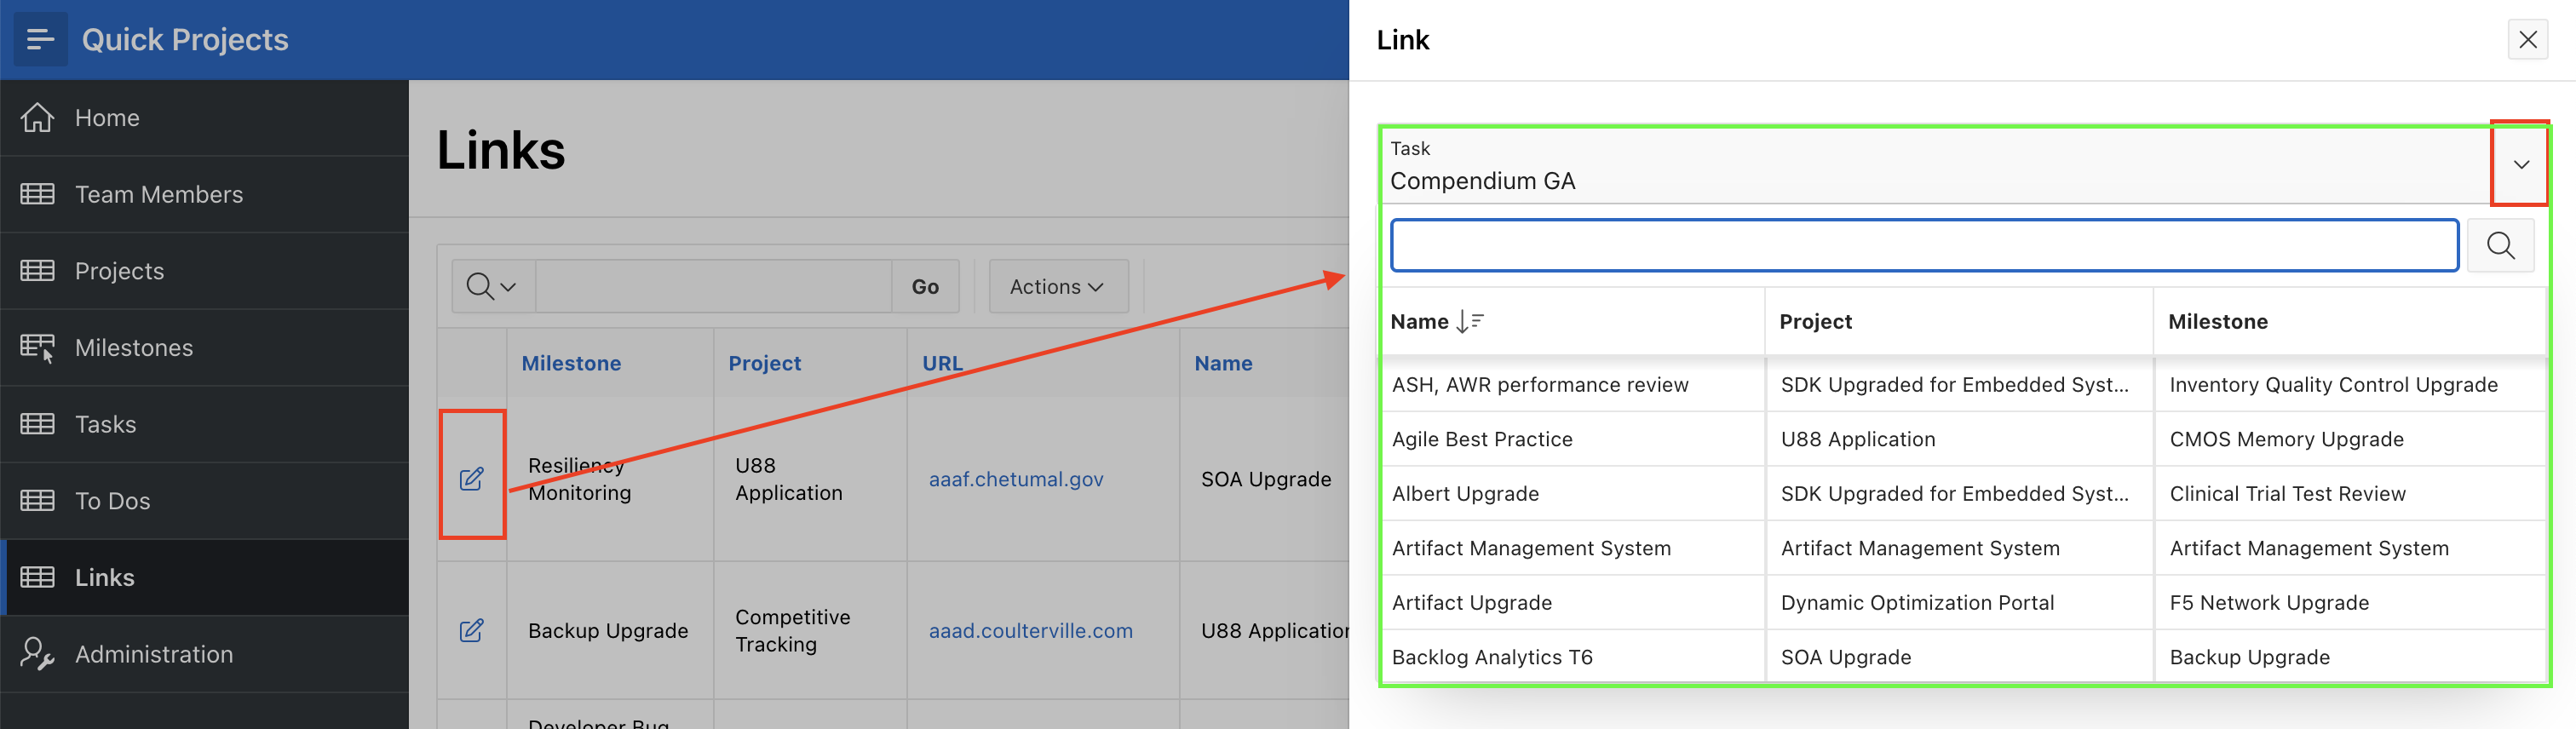 Quick Projects
Home
Team Members
Projects
Milestones
Tasks
To Dos
Links
Administration
Links
Go
Actions
Milestone Project URL Name
Resiliency Monitoring U88 Application aaaf.chetumal.gov SOA Upgrade
Backup Upgrade Competitive Tracking aaad.coulterville.com U88 Application
Developer Bug
Link
Task
Compendium GA
Name Project Milestone
ASH, AWR performance review SDK Upgraded for Embedded Syst... Inventory Quality Control Upgrade
Agile Best Practice U88 Application CMOS Memory Upgrade
Albert Upgrade SDK Upgraded for Embedded Syst... Clinical Trial Test Review
Artifact Management System Artifact Management System Artifact Management System
Artifact Upgrade Dynamic Optimization Portal F5 Network Upgrade
Backlog Analytics T6 SOA Upgrade Backup Upgrade